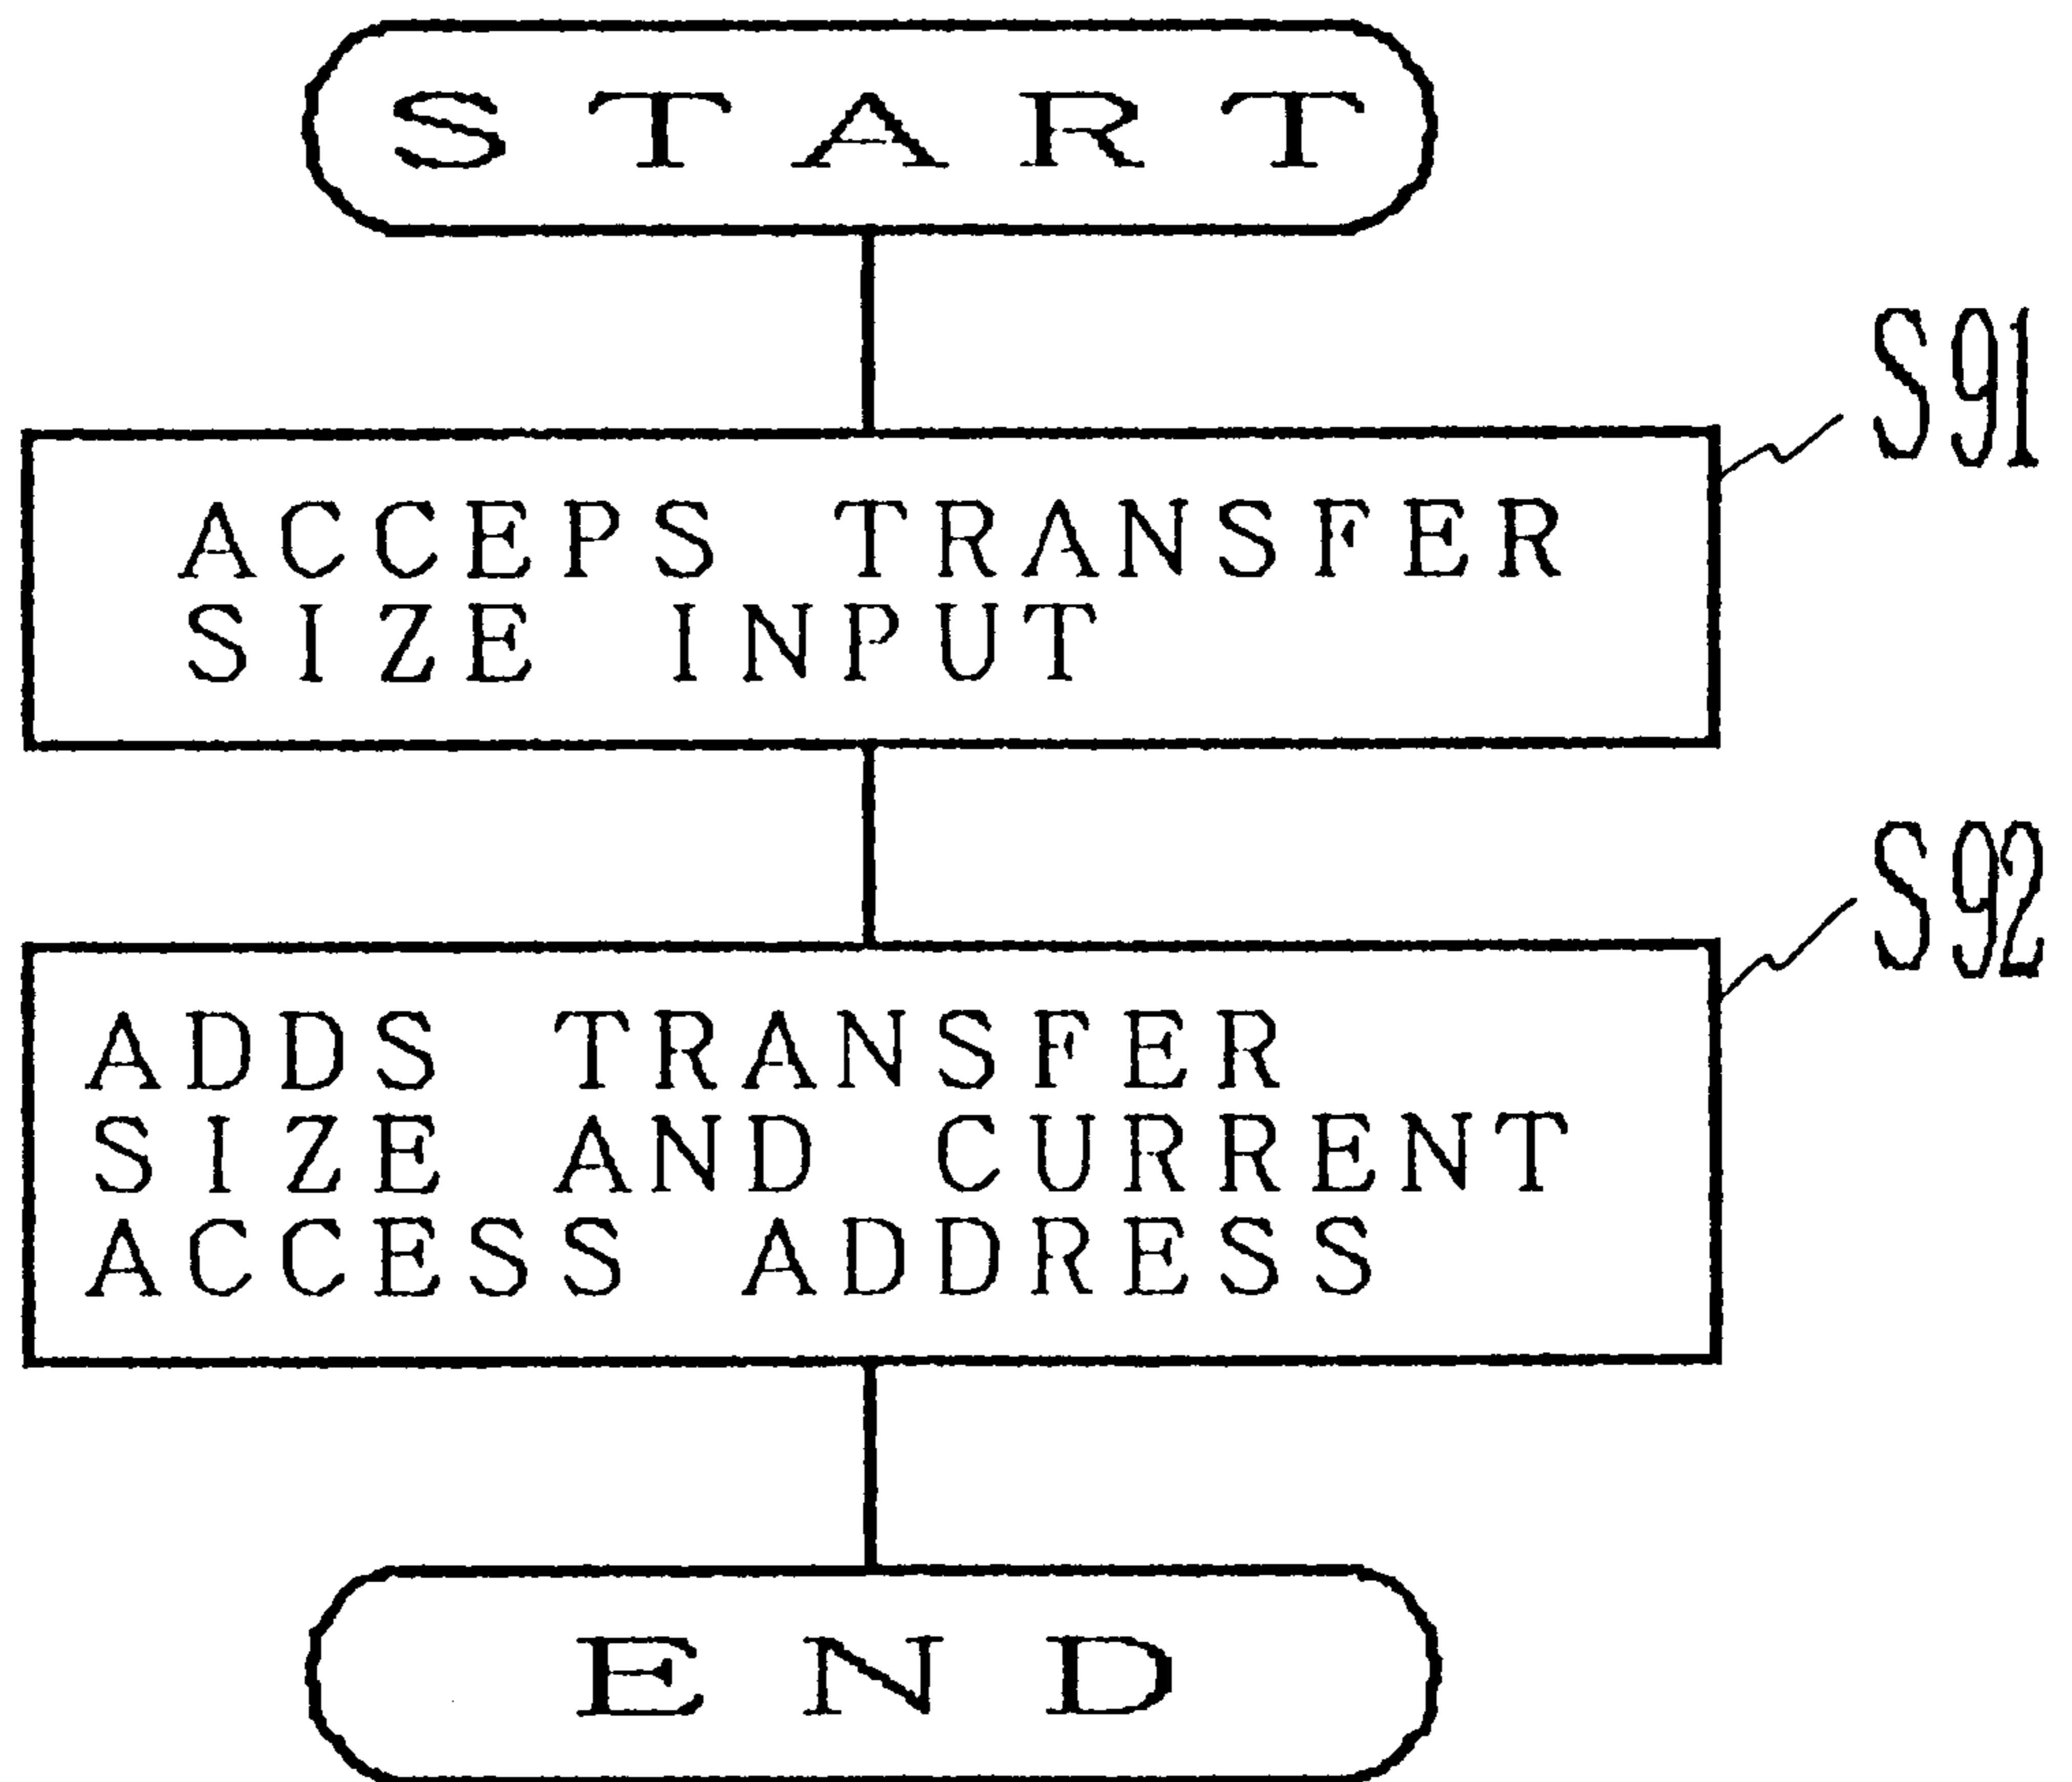 START
S91
ACCEPS TRANSFER
SIZE INPUT
S92
ADDS TRANSFER
SIZE AND CURRENT
ACCESS ADDRESS
END